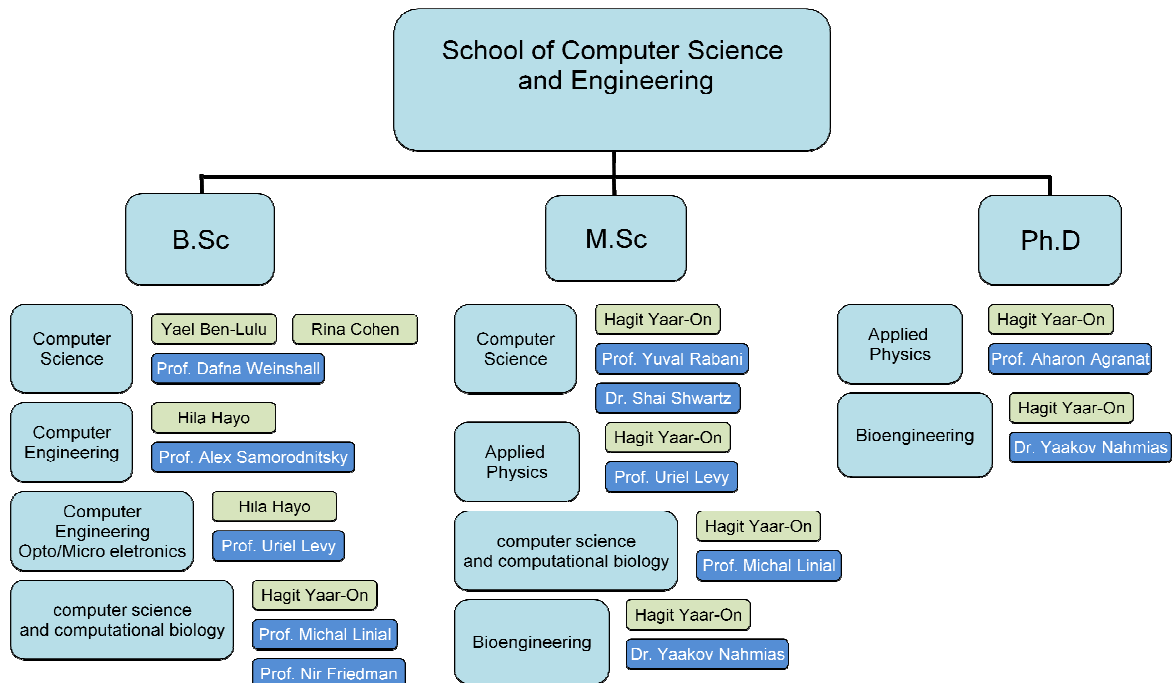 School of Computer Science
and Engineering
B.Sc
M.Sc
Ph.D
Computer
Science
Yael Ben-Lulu
Rina Cohen
Prof. Dafna Weinshall
Computer
Engineering
Hila Hayo
Prof. Alex Samorodnitsky
Computer
Engineering
Opto/Micro eletronics
Hila Hayo
Prof. Uriel Levy
computer science
and computational biology
Hagit Yaar-On
Prof. Michal Linial
Prof. Nir Friedman
Computer
Science
Hagit Yaar-On
Prof. Yuval Rabani
Dr. Shai Shwartz
Applied
Physics
Hagit Yaar-On
Prof. Uriel Levy
computer science
and computational biology
Hagit Yaar-On
Prof. Michal Linial
Bioengineering
Hagit Yaar-On
Dr. Yaakov Nahmias
Applied
Physics
Hagit Yaar-On
Prof. Aharon Agranat
Bioengineering
Hagit Yaar-On
Dr. Yaakov Nahmias